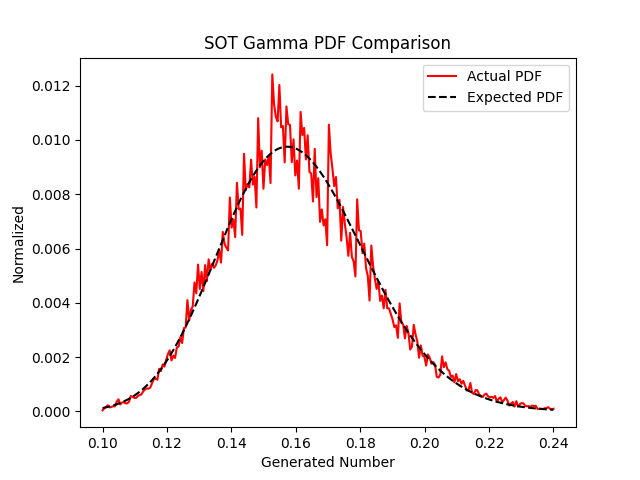 SOT Gamma PDF Comparison
Actual PDF
Expected PDF
Normalized
0.012
0.010
0.008
0.006
0.004
0.002
0.000
0.10 0.12 0.14 0.16 0.18 0.20 0.22 0.24
Generated Number